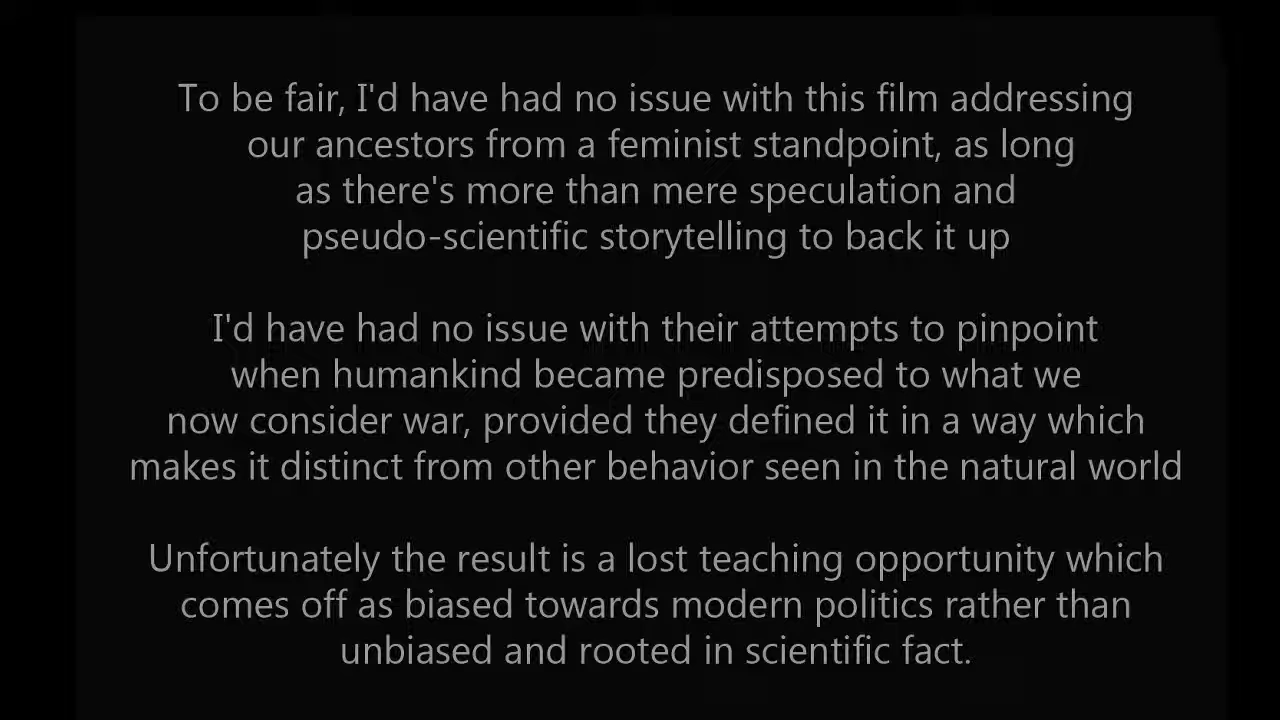 To be fair, I'd have had no issue with this film addressing
our ancestors from a feminist standpoint, as long
as there's more than mere speculation and
pseudo-scientific storytelling to back it up
I'd have had no issue with their attempts to pinpoint
when humankind became predisposed to what we
now consider war, provided they defined it in a way which
makes it distinct from other behavior seen in the natural world
Unfortunately the result is a lost teaching opportunity which
comes off as biased towards modern politics rather than
unbiased and rooted in scientific fact.